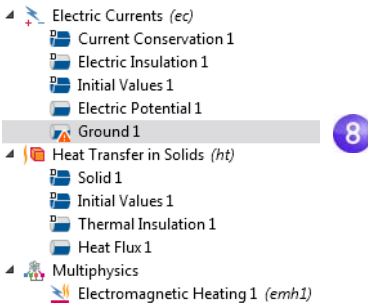 Electric Currents (ec)
D Current Conservation 1
D Electric Insulation 1
D Initial Values 1
Electric Potential 1
Ground 1
8
Heat Transfer in Solids (ht)
D Solid 1
D Initial Values 1
D Thermal Insulation 1
Heat Flux 1
Multiphysics
Electromagnetic Heating 1 (emh1)